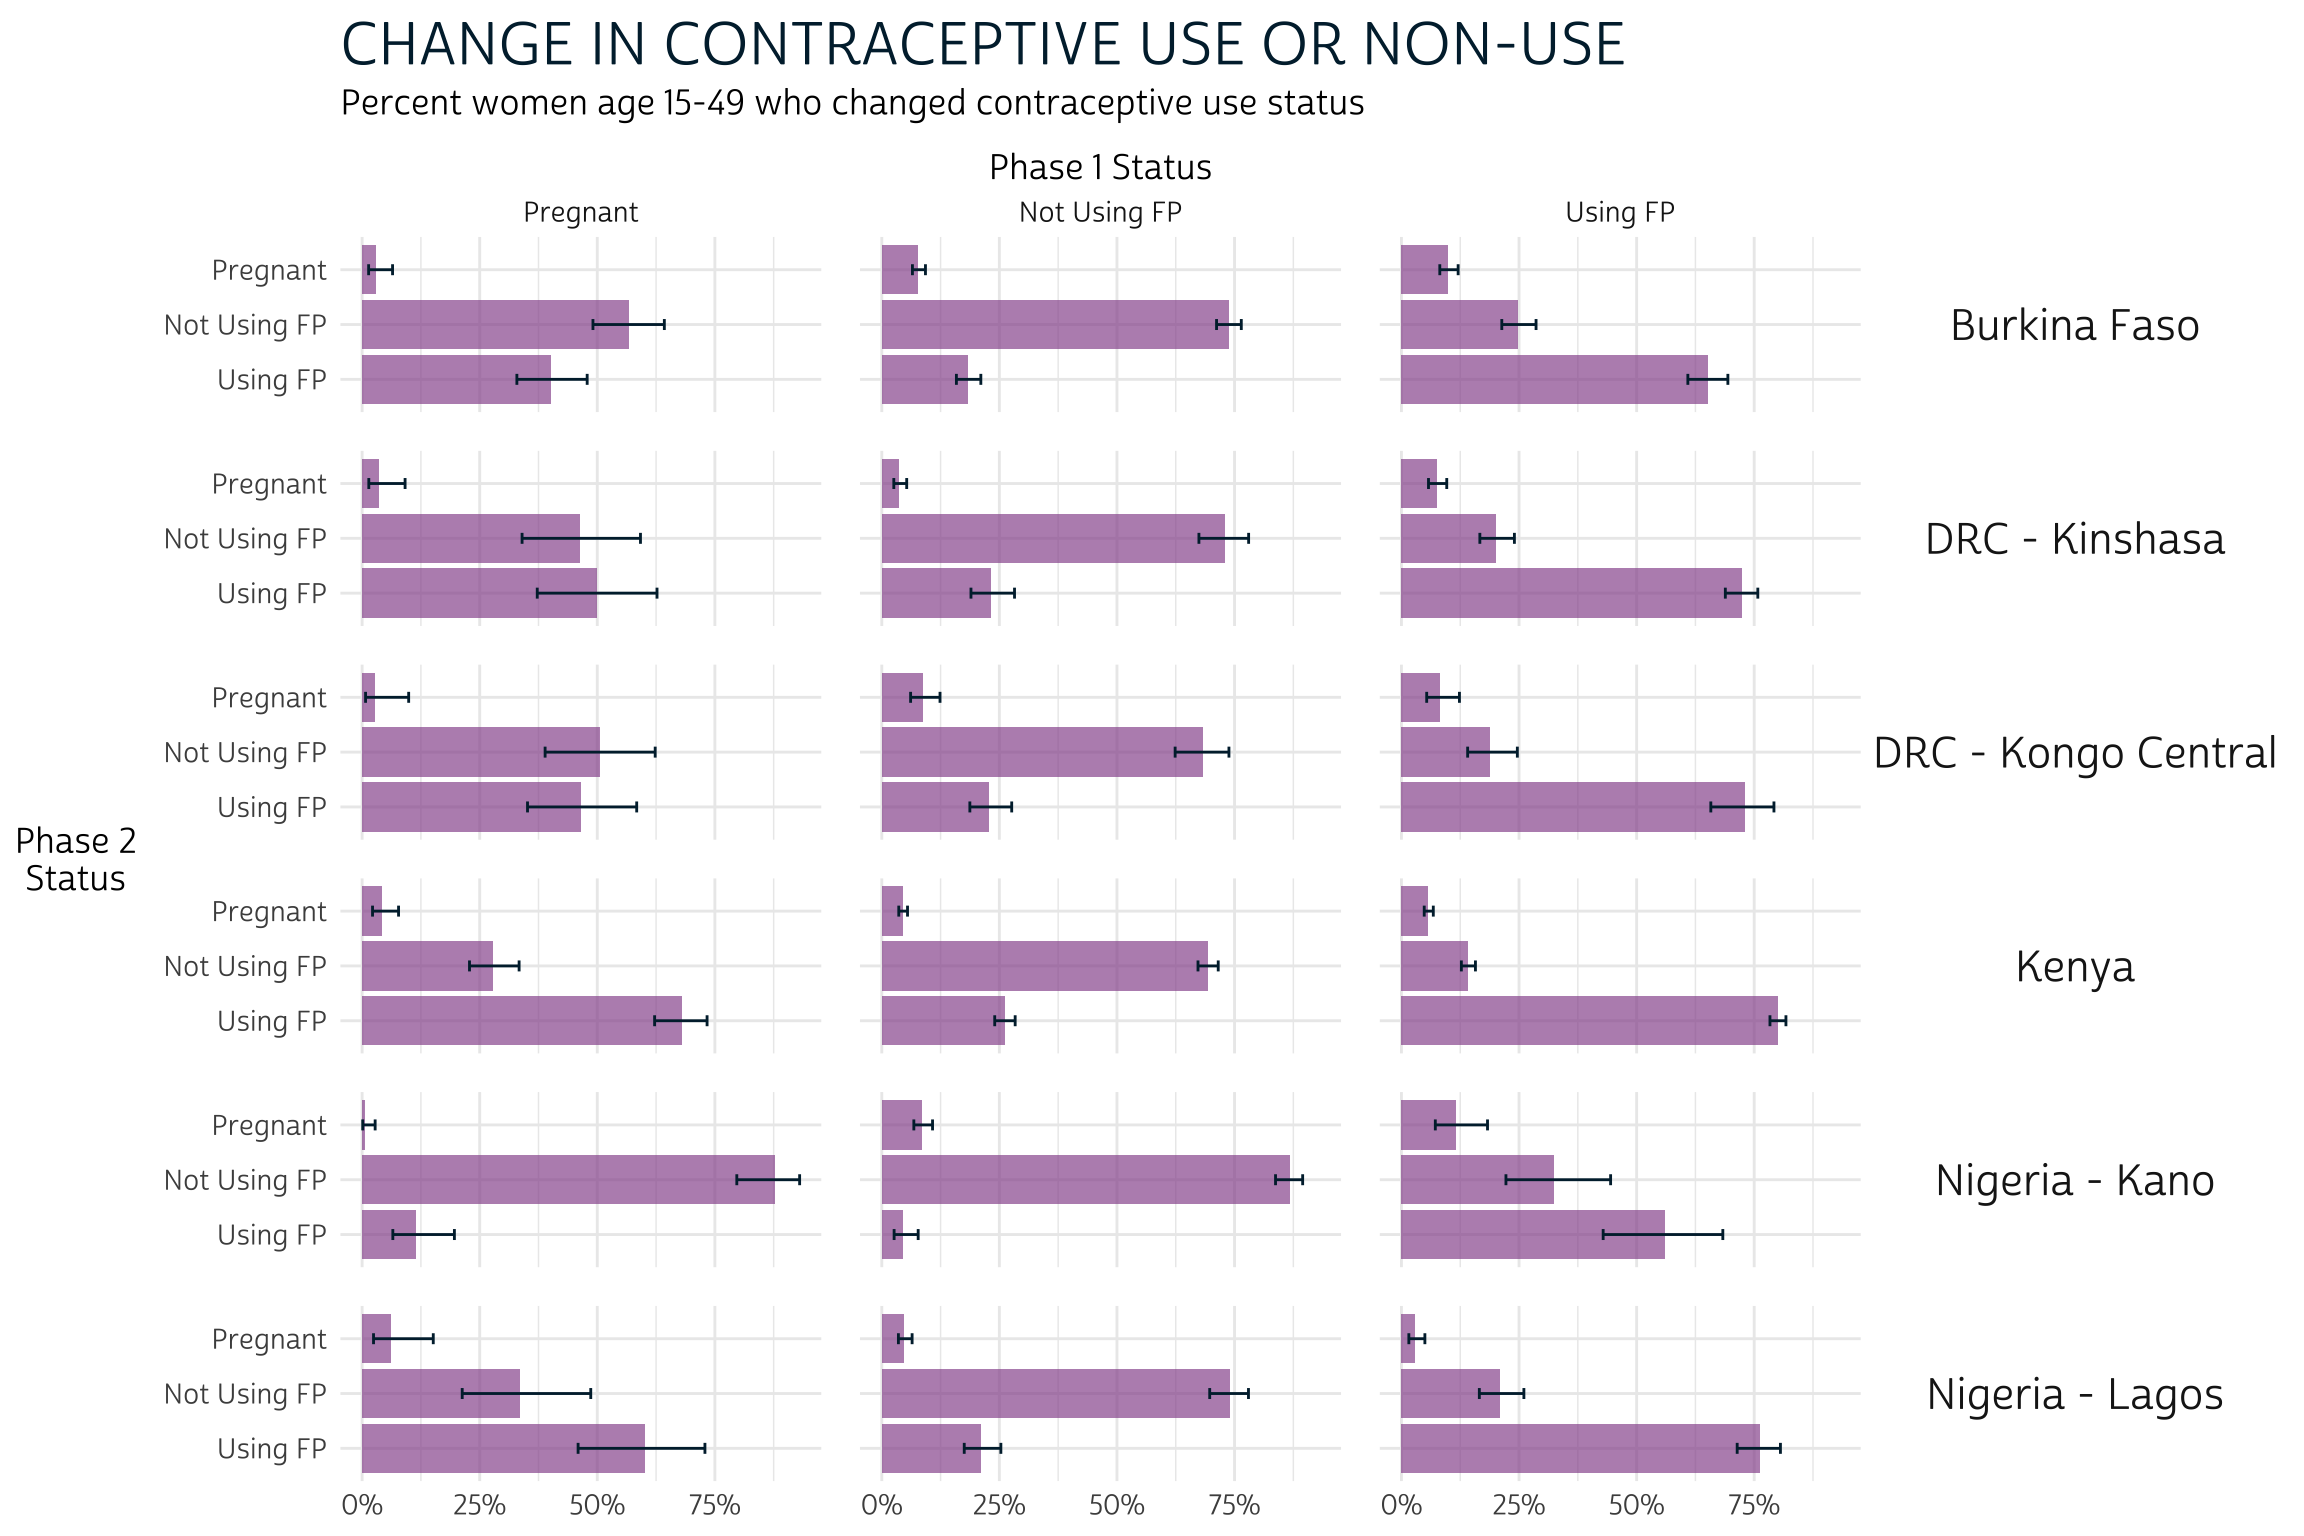 CHANGE IN CONTRACEPTIVE USE OR NON-USE
Percent women age 15-49 who changed contraceptive use status
Phase 1 Status
Pregnant Not Using FP Using FP
Pregnant
Not Using FP
Using FP
Burkina Faso
Pregnant
Not Using FP
Using FP
DRC - Kinshasa
Pregnant
Not Using FP
Using FP
DRC - Kongo Central
Phase 2
Status
Pregnant
Not Using FP
Using FP
Kenya
Pregnant
Not Using FP
Using FP
Nigeria - Kano
Pregnant
Not Using FP
Using FP
Nigeria - Lagos
0% 25% 50% 75% 0% 25% 50% 75% 0% 25% 50% 75%